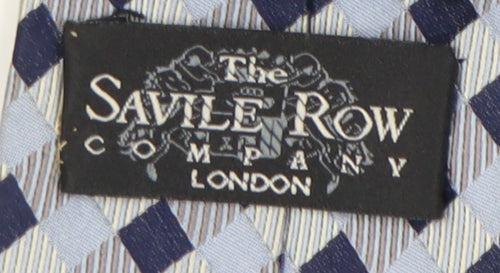 The
SAVILE ROW
COMPANY
LONDON